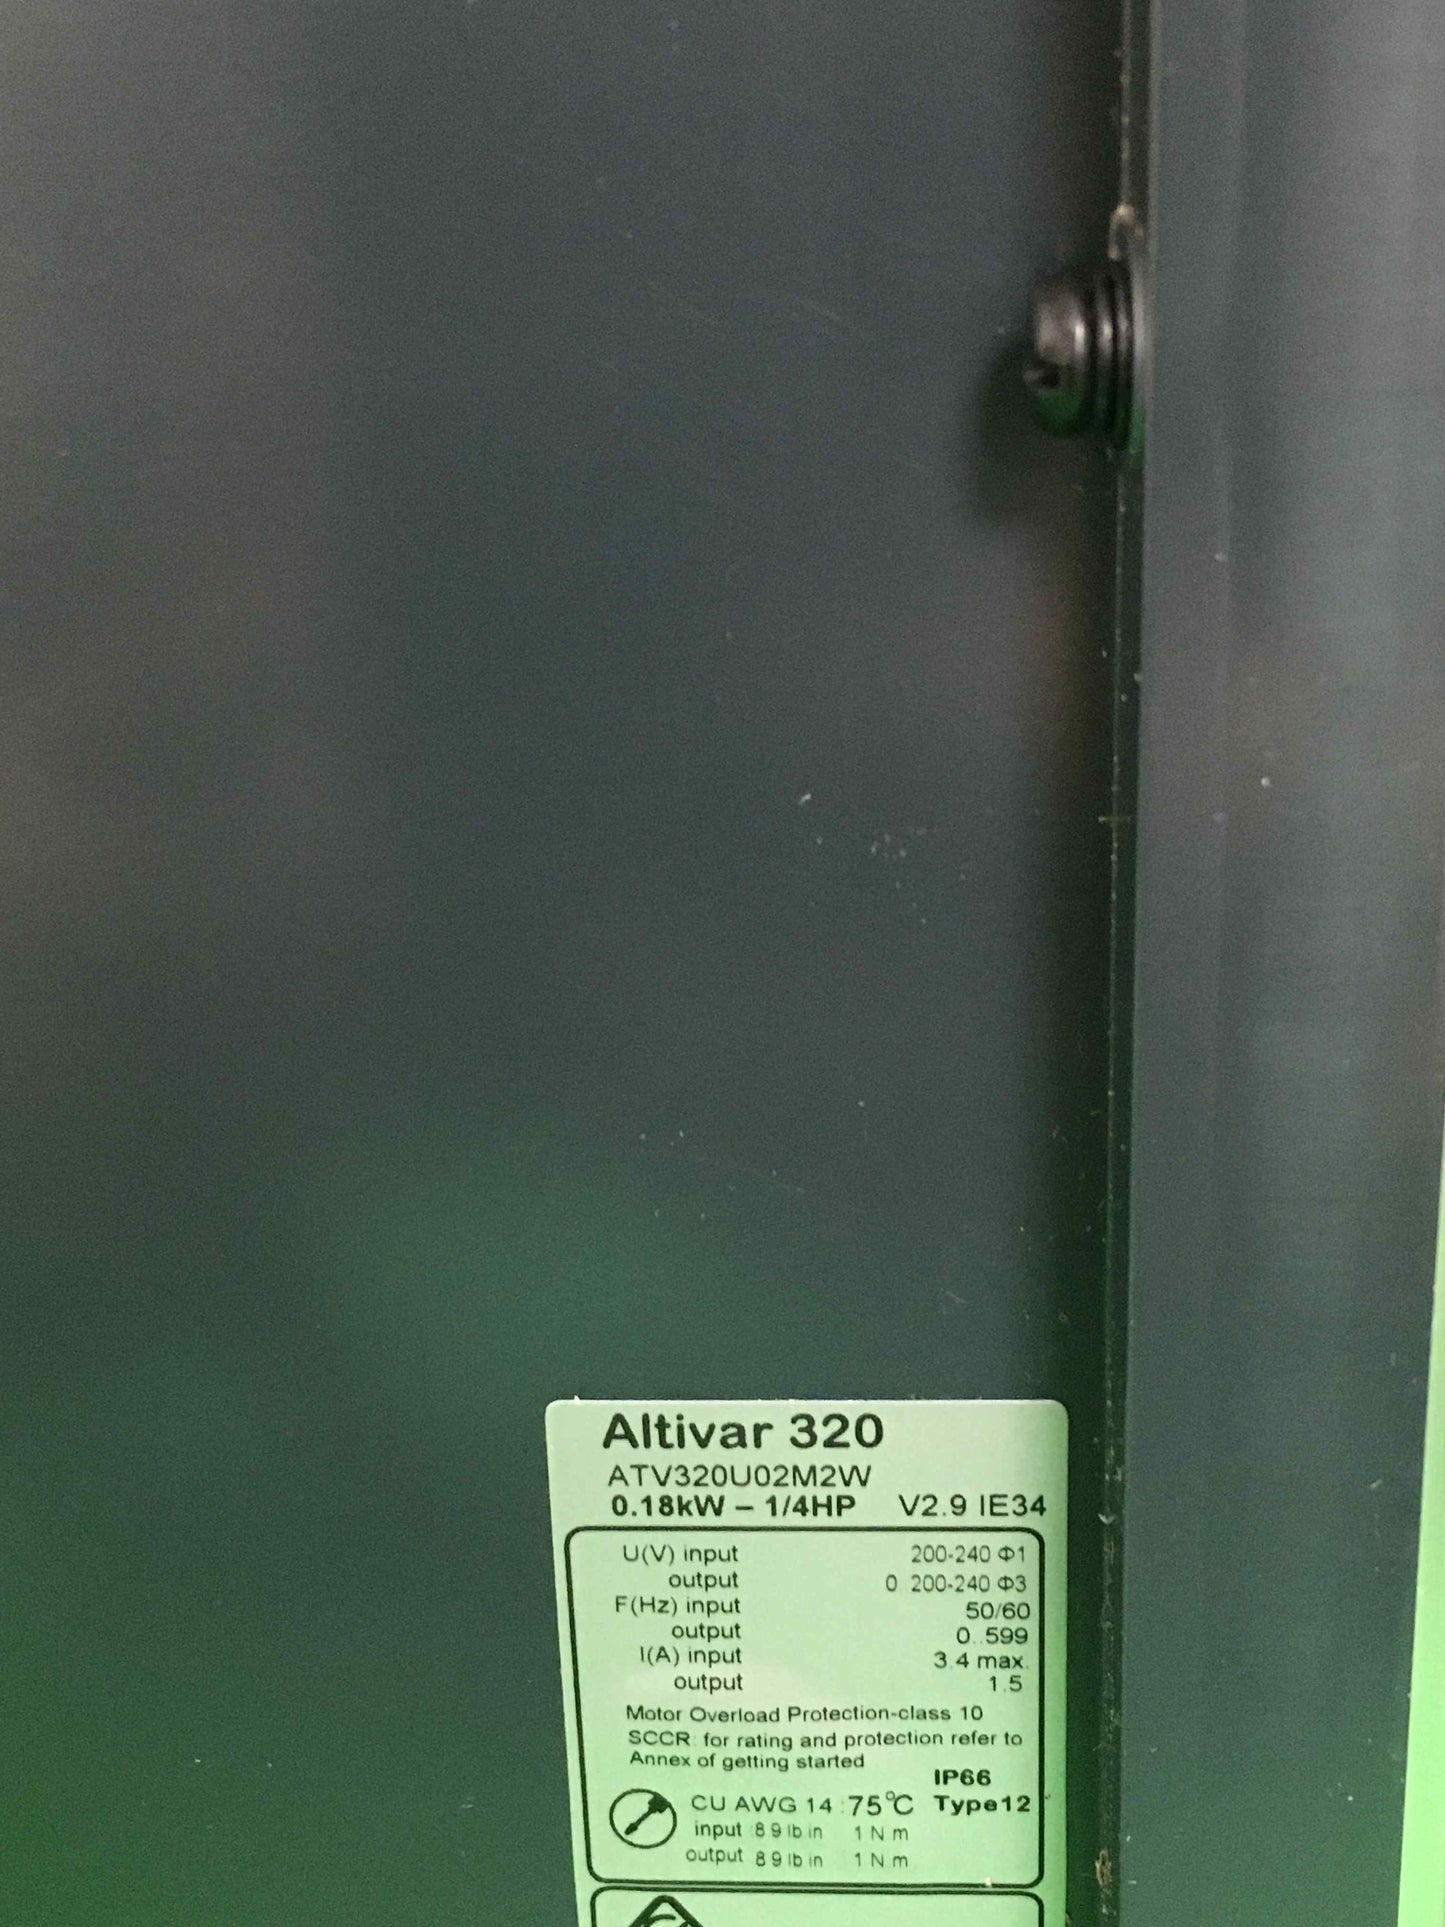 Altivar 320
ATV320U02M2W
0.18kW – 1/4HP V2.9 IE34
U(V) input 200-240 Φ1
output 0 200-240 Φ3
F(Hz) input 50/60
output 0..599
I(A) input 3.4 max.
output 1.5
Motor Overload Protection-class 10
SCCR: for rating and protection refer to
Annex of getting started
IP66
CU AWG 14 :75°C Type12
input :8 9 lb in 1 N m
output 8 9 lb in 1 N m